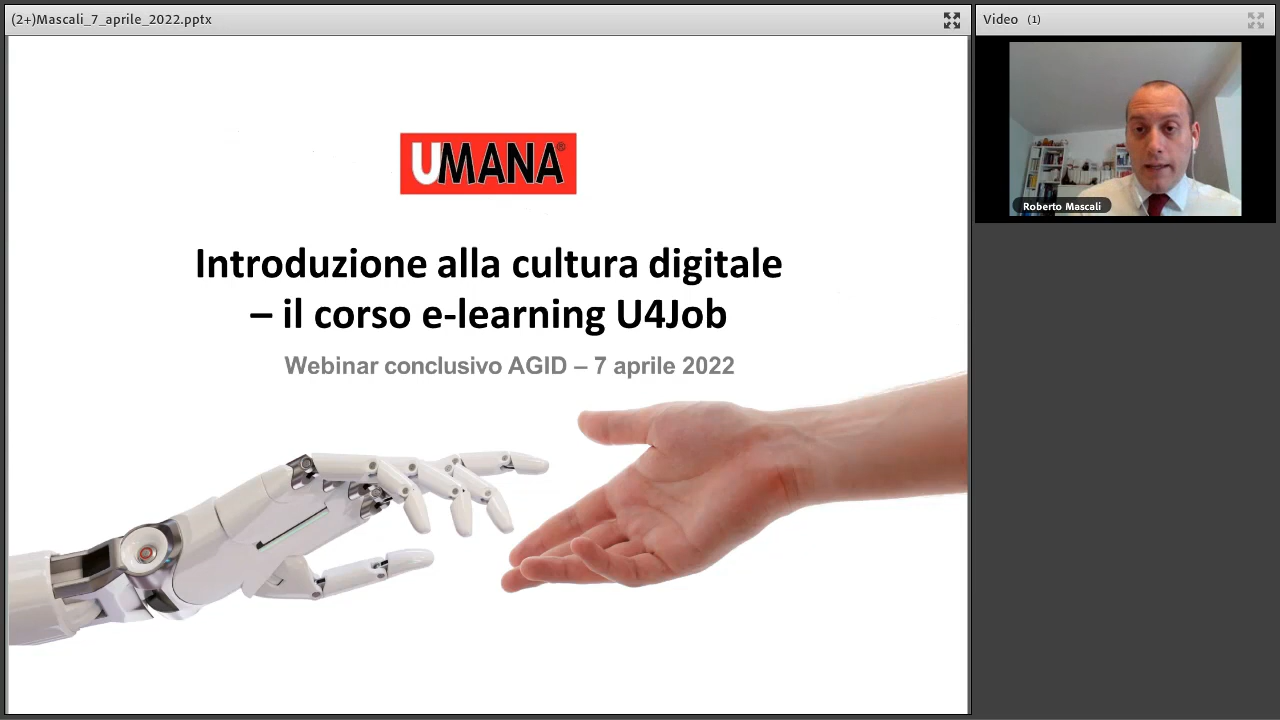 (2+)Mascali_7_aprile_2022.pptx
Video (1)
UMANA®
Introduzione alla cultura digitale
– il corso e-learning U4Job
Webinar conclusivo AGID – 7 aprile 2022
Roberto Mascali